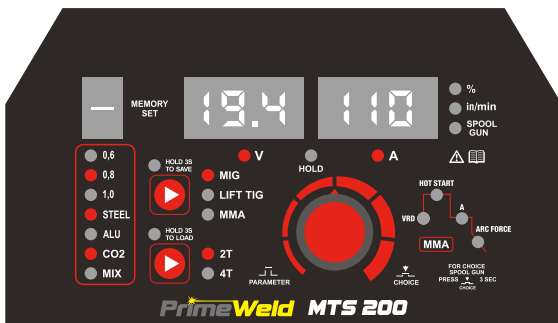 –
MEMORY
SET
19.4
110
%
in/min
SPOOL
GUN
V
HOLD
A
0,6
0,8
1,0
STEEL
ALU
CO2
MIX
HOLD 3S
TO SAVE
HOLD 3S
TO LOAD
MIG
LIFT TIG
MMA
2T
4T
PARAMETER
CHOICE
HOT START
VRD
A
ARC FORCE
MMA
FOR CHOICE
SPOOL GUN
PRESS 3 SEC
CHOICE
PrimeWeld MTS 200